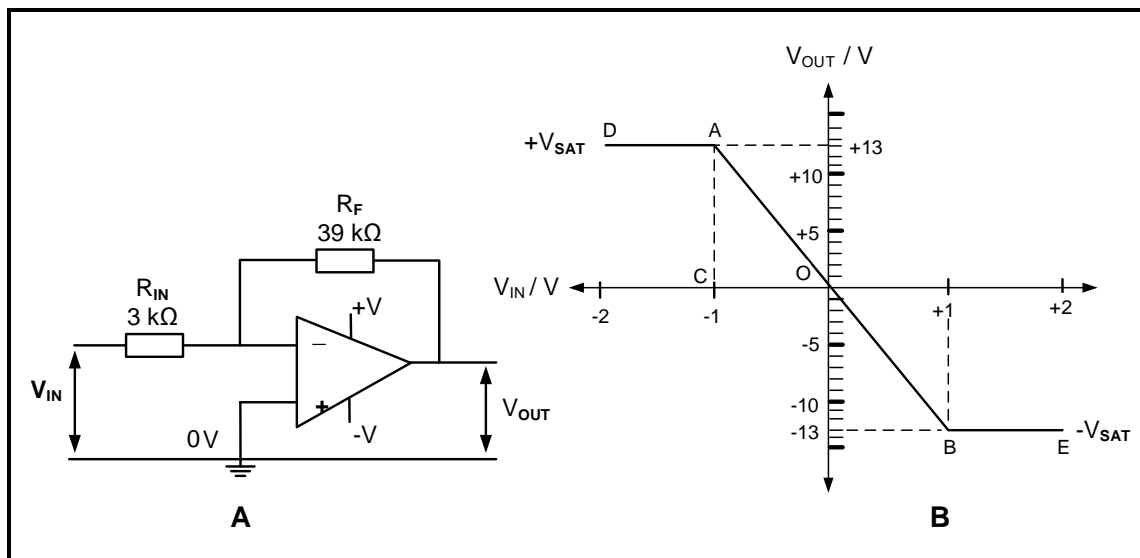 R_F
39 kΩ
R_IN
3 kΩ
+V
−
+
-V
V_IN
0 V
V_OUT
A
V_OUT / V
+V_SAT
D
A
+13
+10
+5
O
C
V_IN / V
-2
-1
+1
+2
-5
-10
-13
B
E
-V_SAT
B